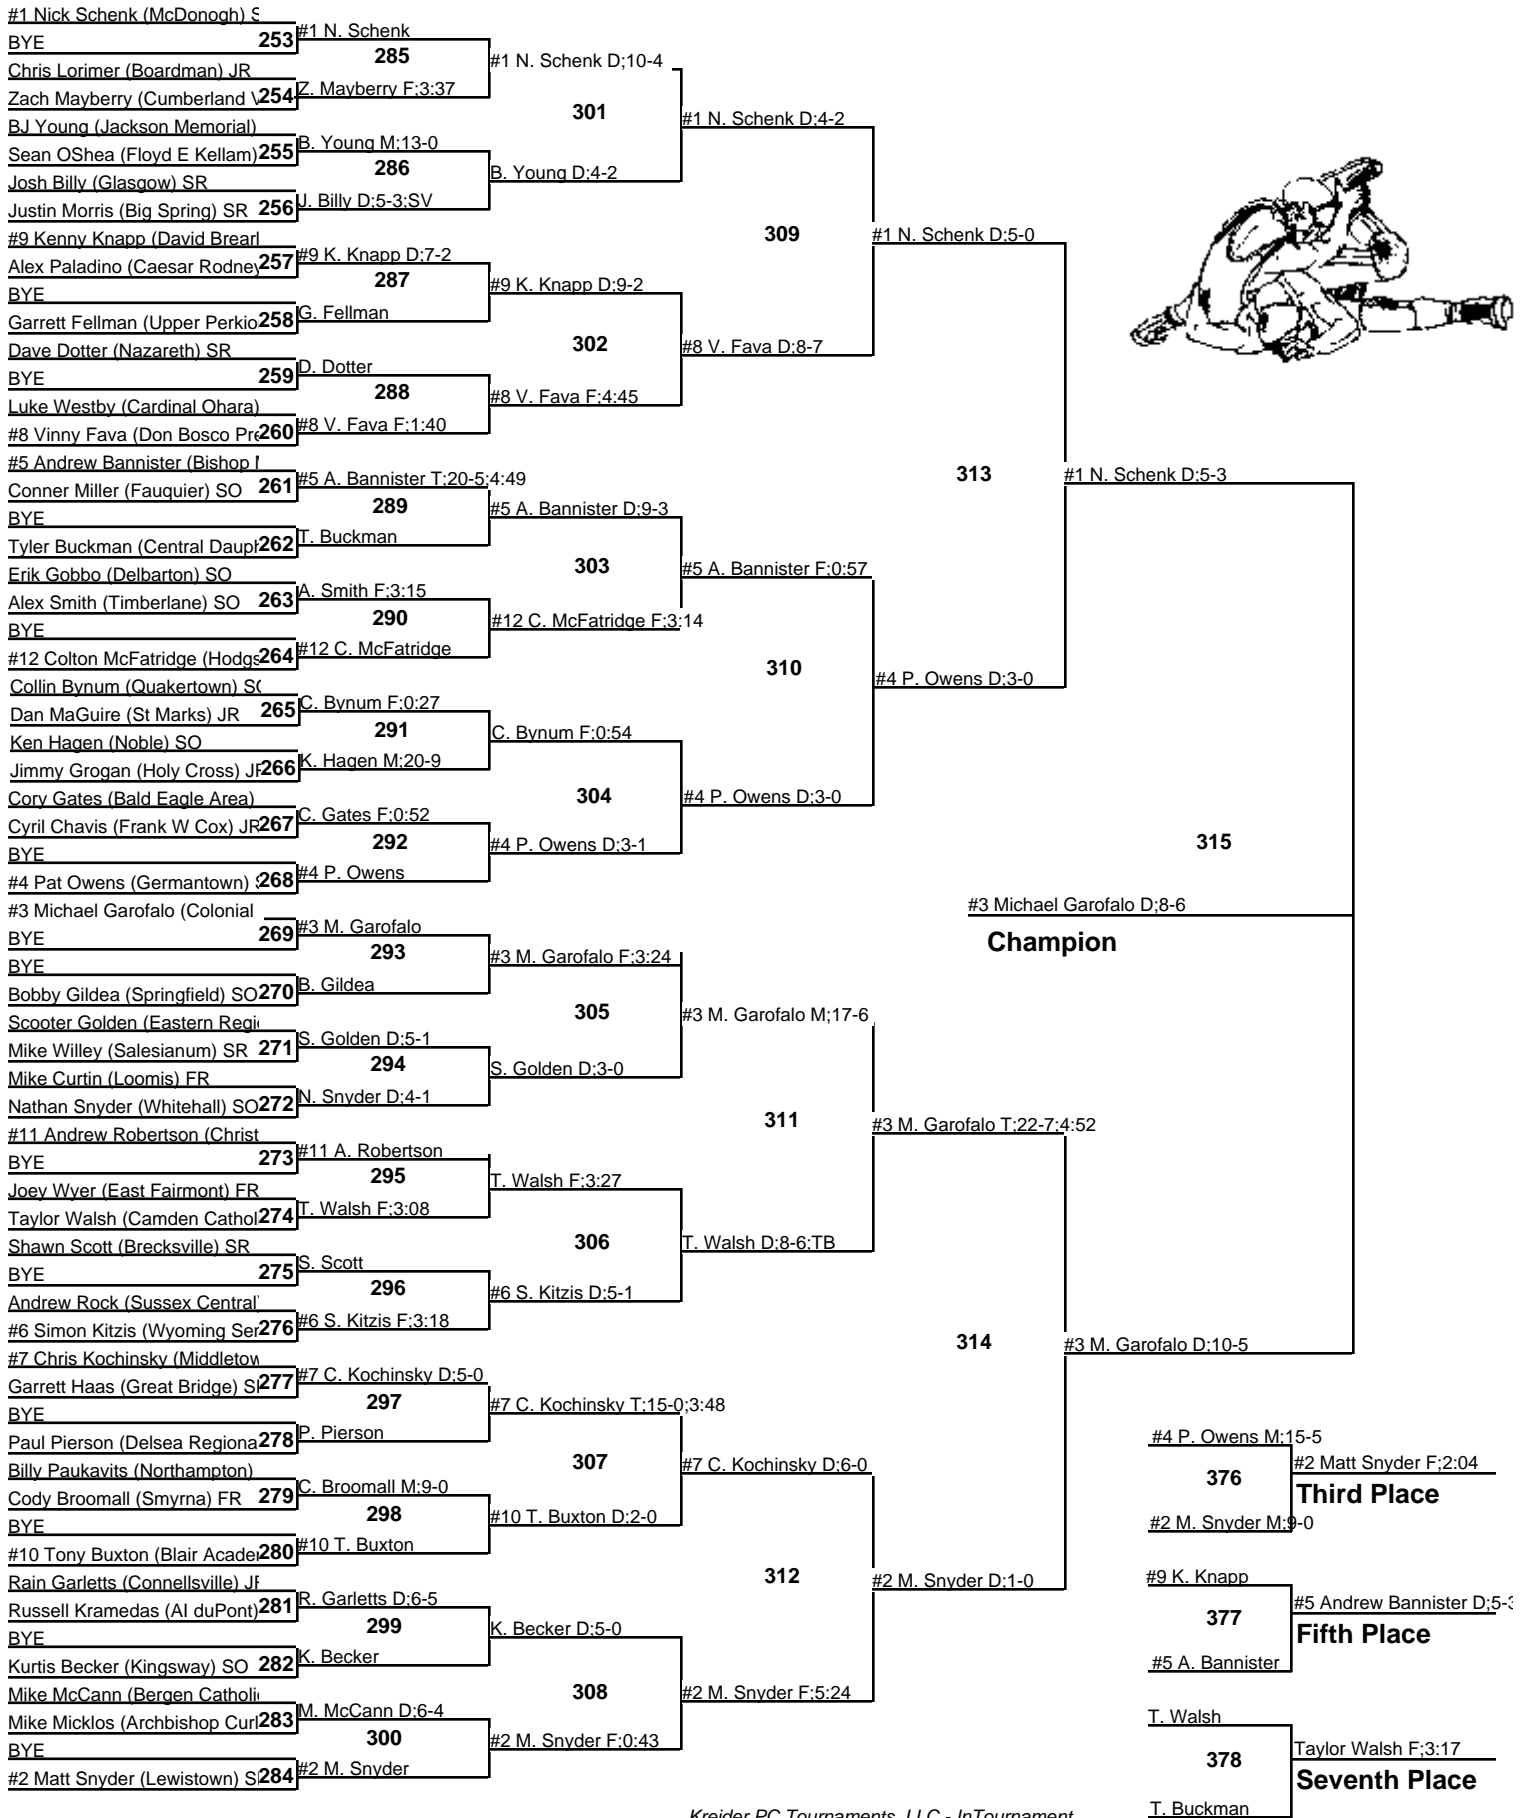 #1 Nick Schenk (McDonogh) S
BYE
253
Chris Lorimer (Boardman) JR
Zach Mayberry (Cumberland V
254
BJ Young (Jackson Memorial)
Sean OShea (Floyd E Kellam)
255
Josh Billy (Glasgow) SR
Justin Morris (Big Spring) SR
256
#9 Kenny Knapp (David Brearl
Alex Paladino (Caesar Rodney
257
BYE
Garrett Fellman (Upper Perkio
258
Dave Dotter (Nazareth) SR
BYE
259
Luke Westby (Cardinal Ohara)
#8 Vinny Fava (Don Bosco Pre
260
#5 Andrew Bannister (Bishop M
Conner Miller (Fauquier) SO
261
BYE
Tyler Buckman (Central Dauph
262
Erik Gobbo (Delbarton) SO
Alex Smith (Timberlane) SO
263
BYE
#12 Colton McFatridge (Hodgs
264
Collin Bynum (Quakertown) SO
Dan MaGuire (St Marks) JR
265
Ken Hagen (Noble) SO
Jimmy Grogan (Holy Cross) JR
266
Cory Gates (Bald Eagle Area)
Cyril Chavis (Frank W Cox) JR
267
BYE
#4 Pat Owens (Germantown) S
268
#3 Michael Garofalo (Colonial
BYE
269
BYE
Bobby Gildea (Springfield) SO
270
Scooter Golden (Eastern Regio
Mike Willey (Salesianum) SR
271
Mike Curtin (Loomis) FR
Nathan Snyder (Whitehall) SO
272
#11 Andrew Robertson (Christ
BYE
273
Joey Wyer (East Fairmont) FR
Taylor Walsh (Camden Cathol
274
Shawn Scott (Brecksville) SR
BYE
275
Andrew Rock (Sussex Central)
#6 Simon Kitzis (Wyoming Sem
276
#7 Chris Kochinsky (Middletow
Garrett Haas (Great Bridge) S
277
BYE
Paul Pierson (Delsea Regiona
278
Billy Paukavits (Northampton)
Cody Broomall (Smyrna) FR
279
BYE
#10 Tony Buxton (Blair Acade
280
Rain Garletts (Connellsville) JR
Russell Kramedas (AI duPont)
281
BYE
Kurtis Becker (Kingsway) SO
282
Mike McCann (Bergen Catholic
Mike Micklos (Archbishop Curl
283
BYE
#2 Matt Snyder (Lewistown) S
284
#1 N. Schenk
285
Z. Mayberry F;3:37
B. Young M;13-0
286
J. Billy D;5-3;SV
#9 K. Knapp D;7-2
287
G. Fellman
D. Dotter
288
#8 V. Fava F;1:40
#5 A. Bannister T;20-5;4:49
289
T. Buckman
A. Smith F;3:15
290
#12 C. McFatridge
C. Bynum F;0:27
291
K. Hagen M;20-9
C. Gates F;0:52
292
#4 P. Owens
#3 M. Garofalo
293
B. Gildea
S. Golden D;5-1
294
N. Snyder D;4-1
#11 A. Robertson
295
T. Walsh F;3:08
S. Scott
296
#6 S. Kitzis F;3:18
#7 C. Kochinsky D;5-0
297
P. Pierson
C. Broomall M;9-0
298
#10 T. Buxton
R. Garletts D;6-5
299
K. Becker
M. McCann D;6-4
300
#2 M. Snyder
#1 N. Schenk D;10-4
301
B. Young D;4-2
#9 K. Knapp D;9-2
302
#8 V. Fava F;4:45
#5 A. Bannister D;9-3
303
#12 C. McFatridge F;3:14
C. Bynum F;0:54
304
#4 P. Owens D;3-1
#3 M. Garofalo F;3:24
305
S. Golden D;3-0
T. Walsh F;3:27
306
#6 S. Kitzis D;5-1
#7 C. Kochinsky T;15-0;3:48
307
#10 T. Buxton D;2-0
K. Becker D;5-0
308
#2 M. Snyder F;0:43
#1 N. Schenk D;4-2
309
#8 V. Fava D;8-7
#5 A. Bannister F;0:57
310
#4 P. Owens D;3-0
#3 M. Garofalo M;17-6
311
T. Walsh D;8-6;TB
#7 C. Kochinsky D;6-0
312
#2 M. Snyder F;5:24
#1 N. Schenk D;5-0
313
#4 P. Owens D;3-0
#3 M. Garofalo T;22-7;4:52
314
#2 M. Snyder D;1-0
#1 N. Schenk D;5-3
315
#3 M. Garofalo D;10-5
#3 Michael Garofalo D;8-6
Champion
#4 P. Owens M;15-5
376
#2 M. Snyder M;9-0
#2 Matt Snyder F;2:04
Third Place
#9 K. Knapp
377
#5 A. Bannister
#5 Andrew Bannister D;5-3
Fifth Place
T. Walsh
378
T. Buckman
Taylor Walsh F;3:17
Seventh Place
Kreider PC Tournaments, LLC - InTournament